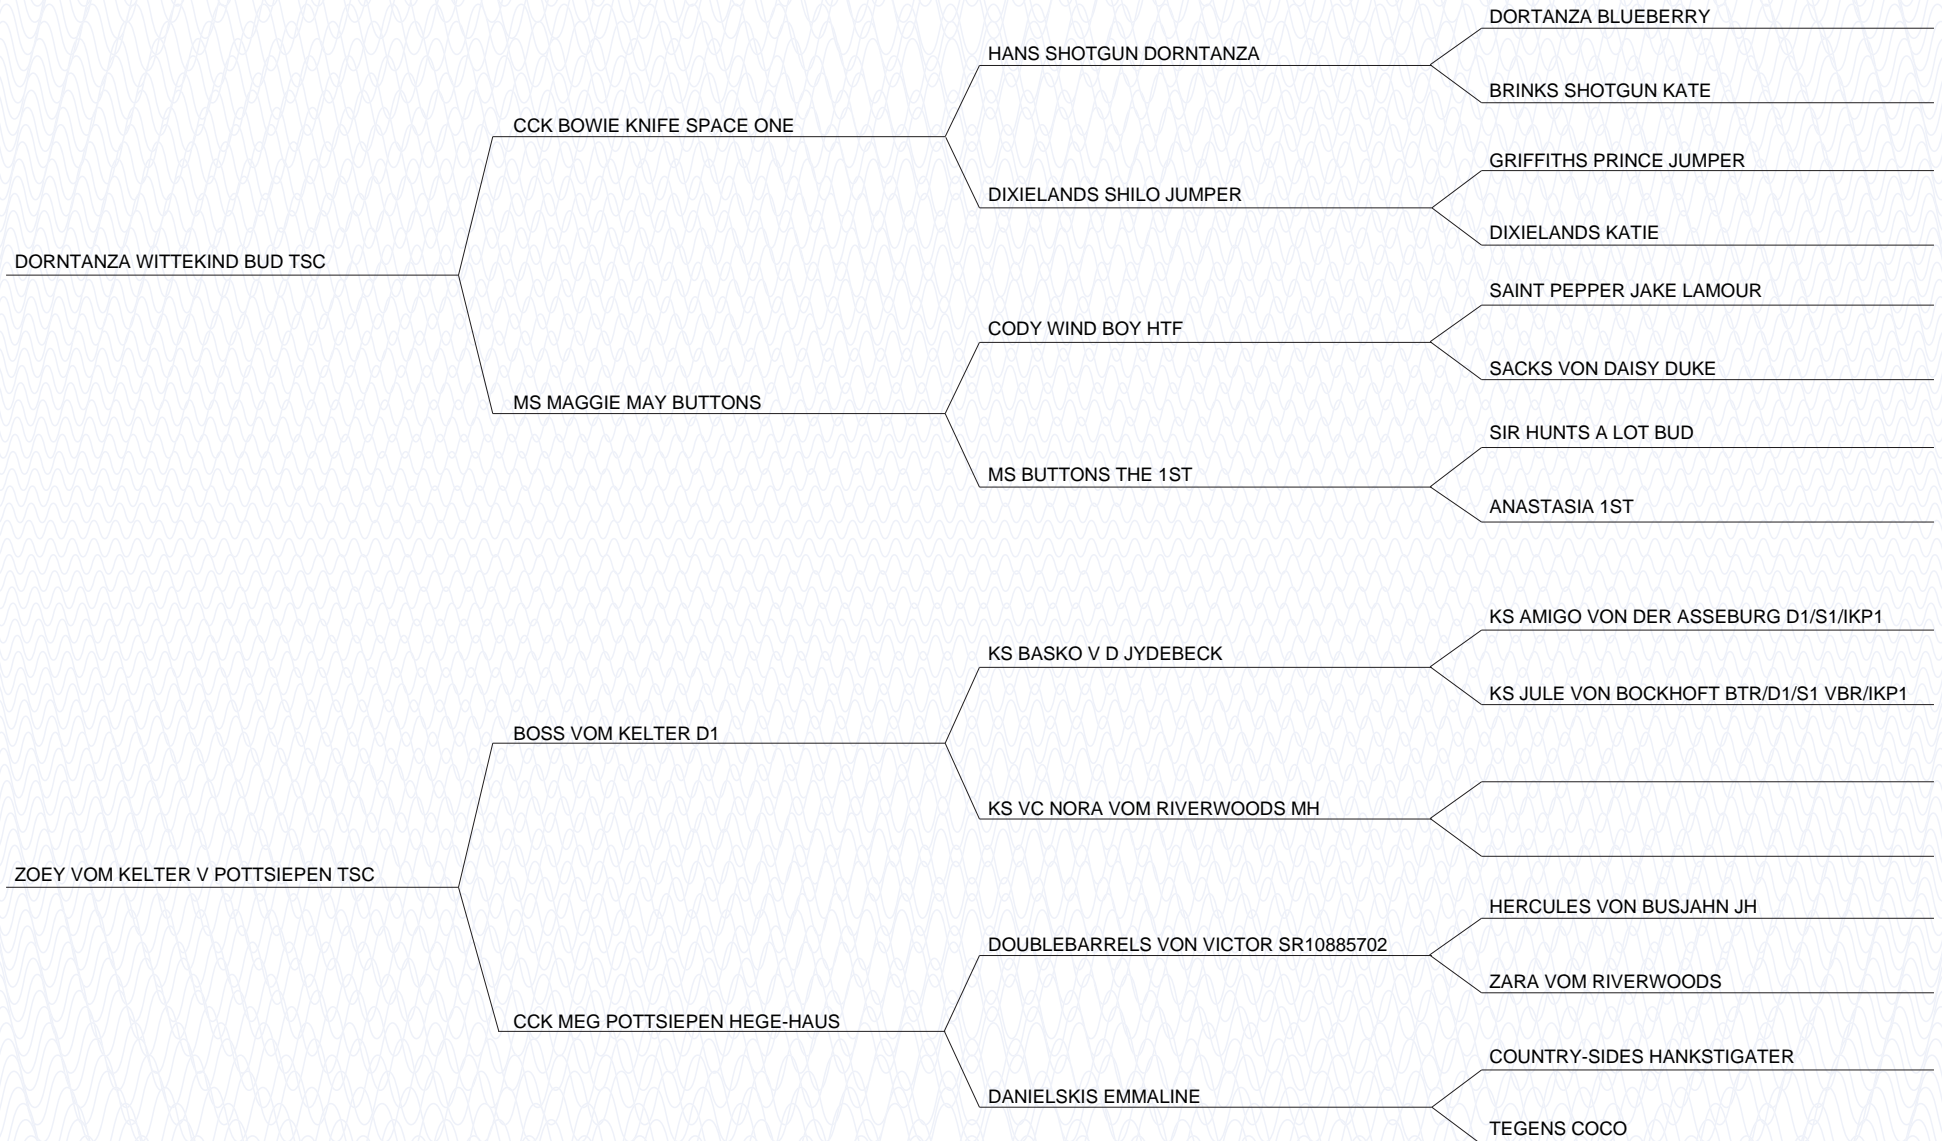 DORTANZA BLUEBERRY
HANS SHOTGUN DORNTANZA
BRINKS SHOTGUN KATE
CCK BOWIE KNIFE SPACE ONE
GRIFFITHS PRINCE JUMPER
DIXIELANDS SHILO JUMPER
DIXIELANDS KATIE
DORNTANZA WITTEKIND BUD TSC
SAINT PEPPER JAKE LAMOUR
CODY WIND BOY HTF
SACKS VON DAISY DUKE
MS MAGGIE MAY BUTTONS
SIR HUNTS A LOT BUD
MS BUTTONS THE 1ST
ANASTASIA 1ST
KS AMIGO VON DER ASSEBURG D1/S1/IKP1
KS BASKO V D JYDEBECK
KS JULE VON BOCKHOFT BTR/D1/S1 VBR/IKP1
BOSS VOM KELTER D1
KS VC NORA VOM RIVERWOODS MH
ZOEY VOM KELTER V POTTSIEPEN TSC
HERCULES VON BUSJAHN JH
DOUBLEBARRELS VON VICTOR SR10885702
ZARA VOM RIVERWOODS
CCK MEG POTTSIEPEN HEGE-HAUS
COUNTRY-SIDES HANKSTIGATER
DANIELSKIS EMMALINE
TEGENS COCO